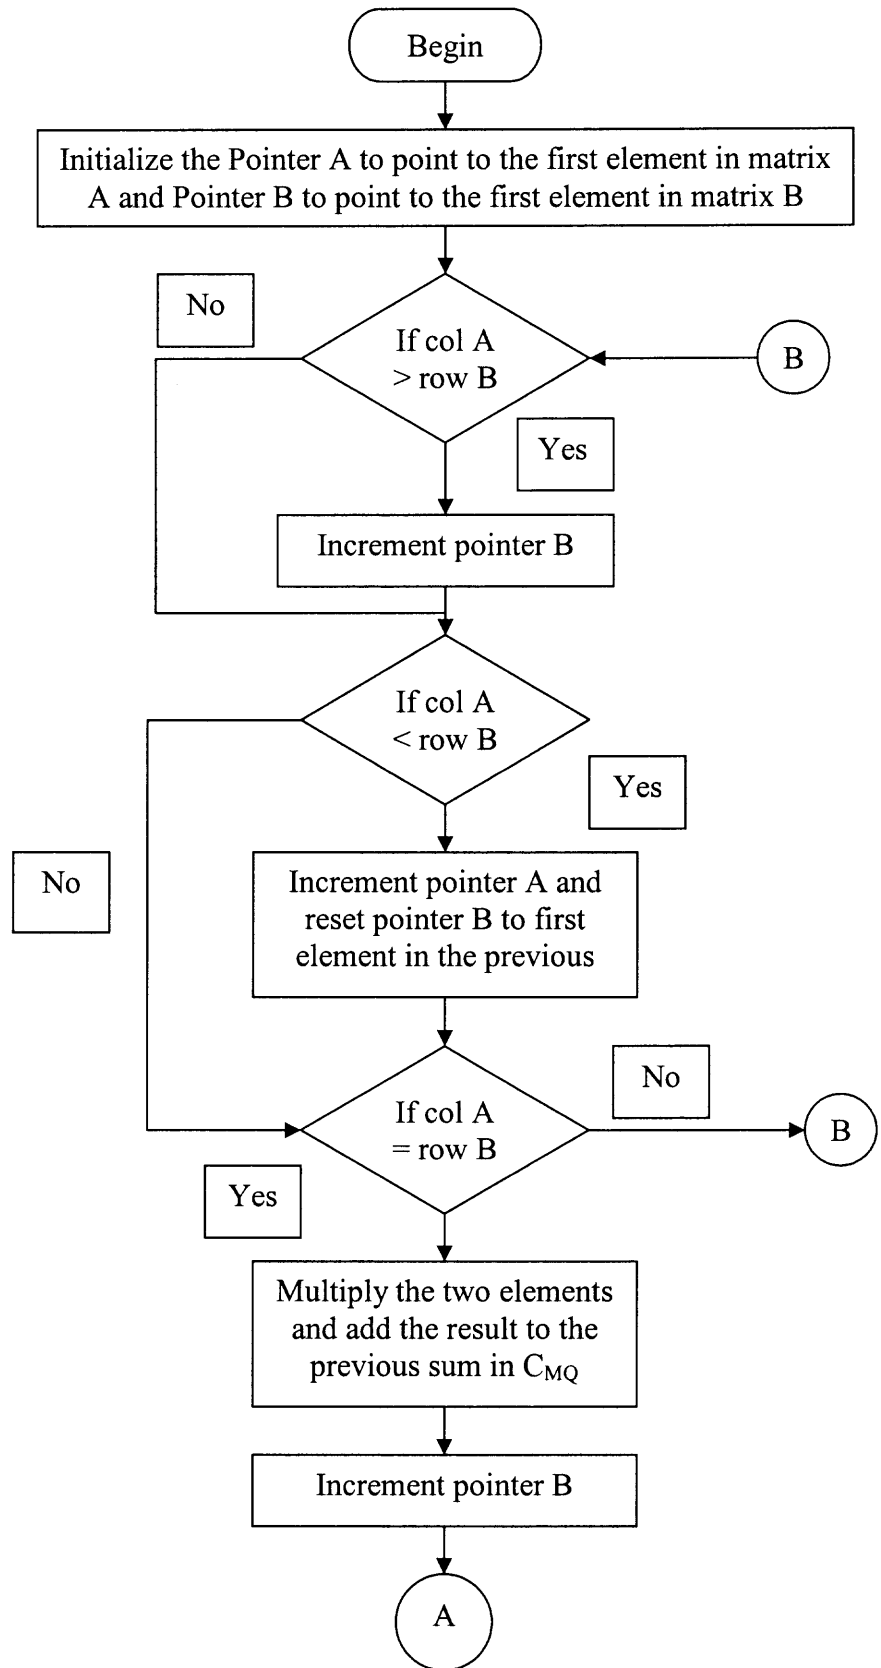 Begin
Initialize the Pointer A to point to the first element in matrix
A and Pointer B to point to the first element in matrix B
No
If col A
> row B
B
Yes
Increment pointer B
If col A
< row B
Yes
No
Increment pointer A and
reset pointer B to first
element in the previous
No
If col A
= row B
B
Yes
Multiply the two elements
and add the result to the
previous sum in C_MQ
Increment pointer B
A